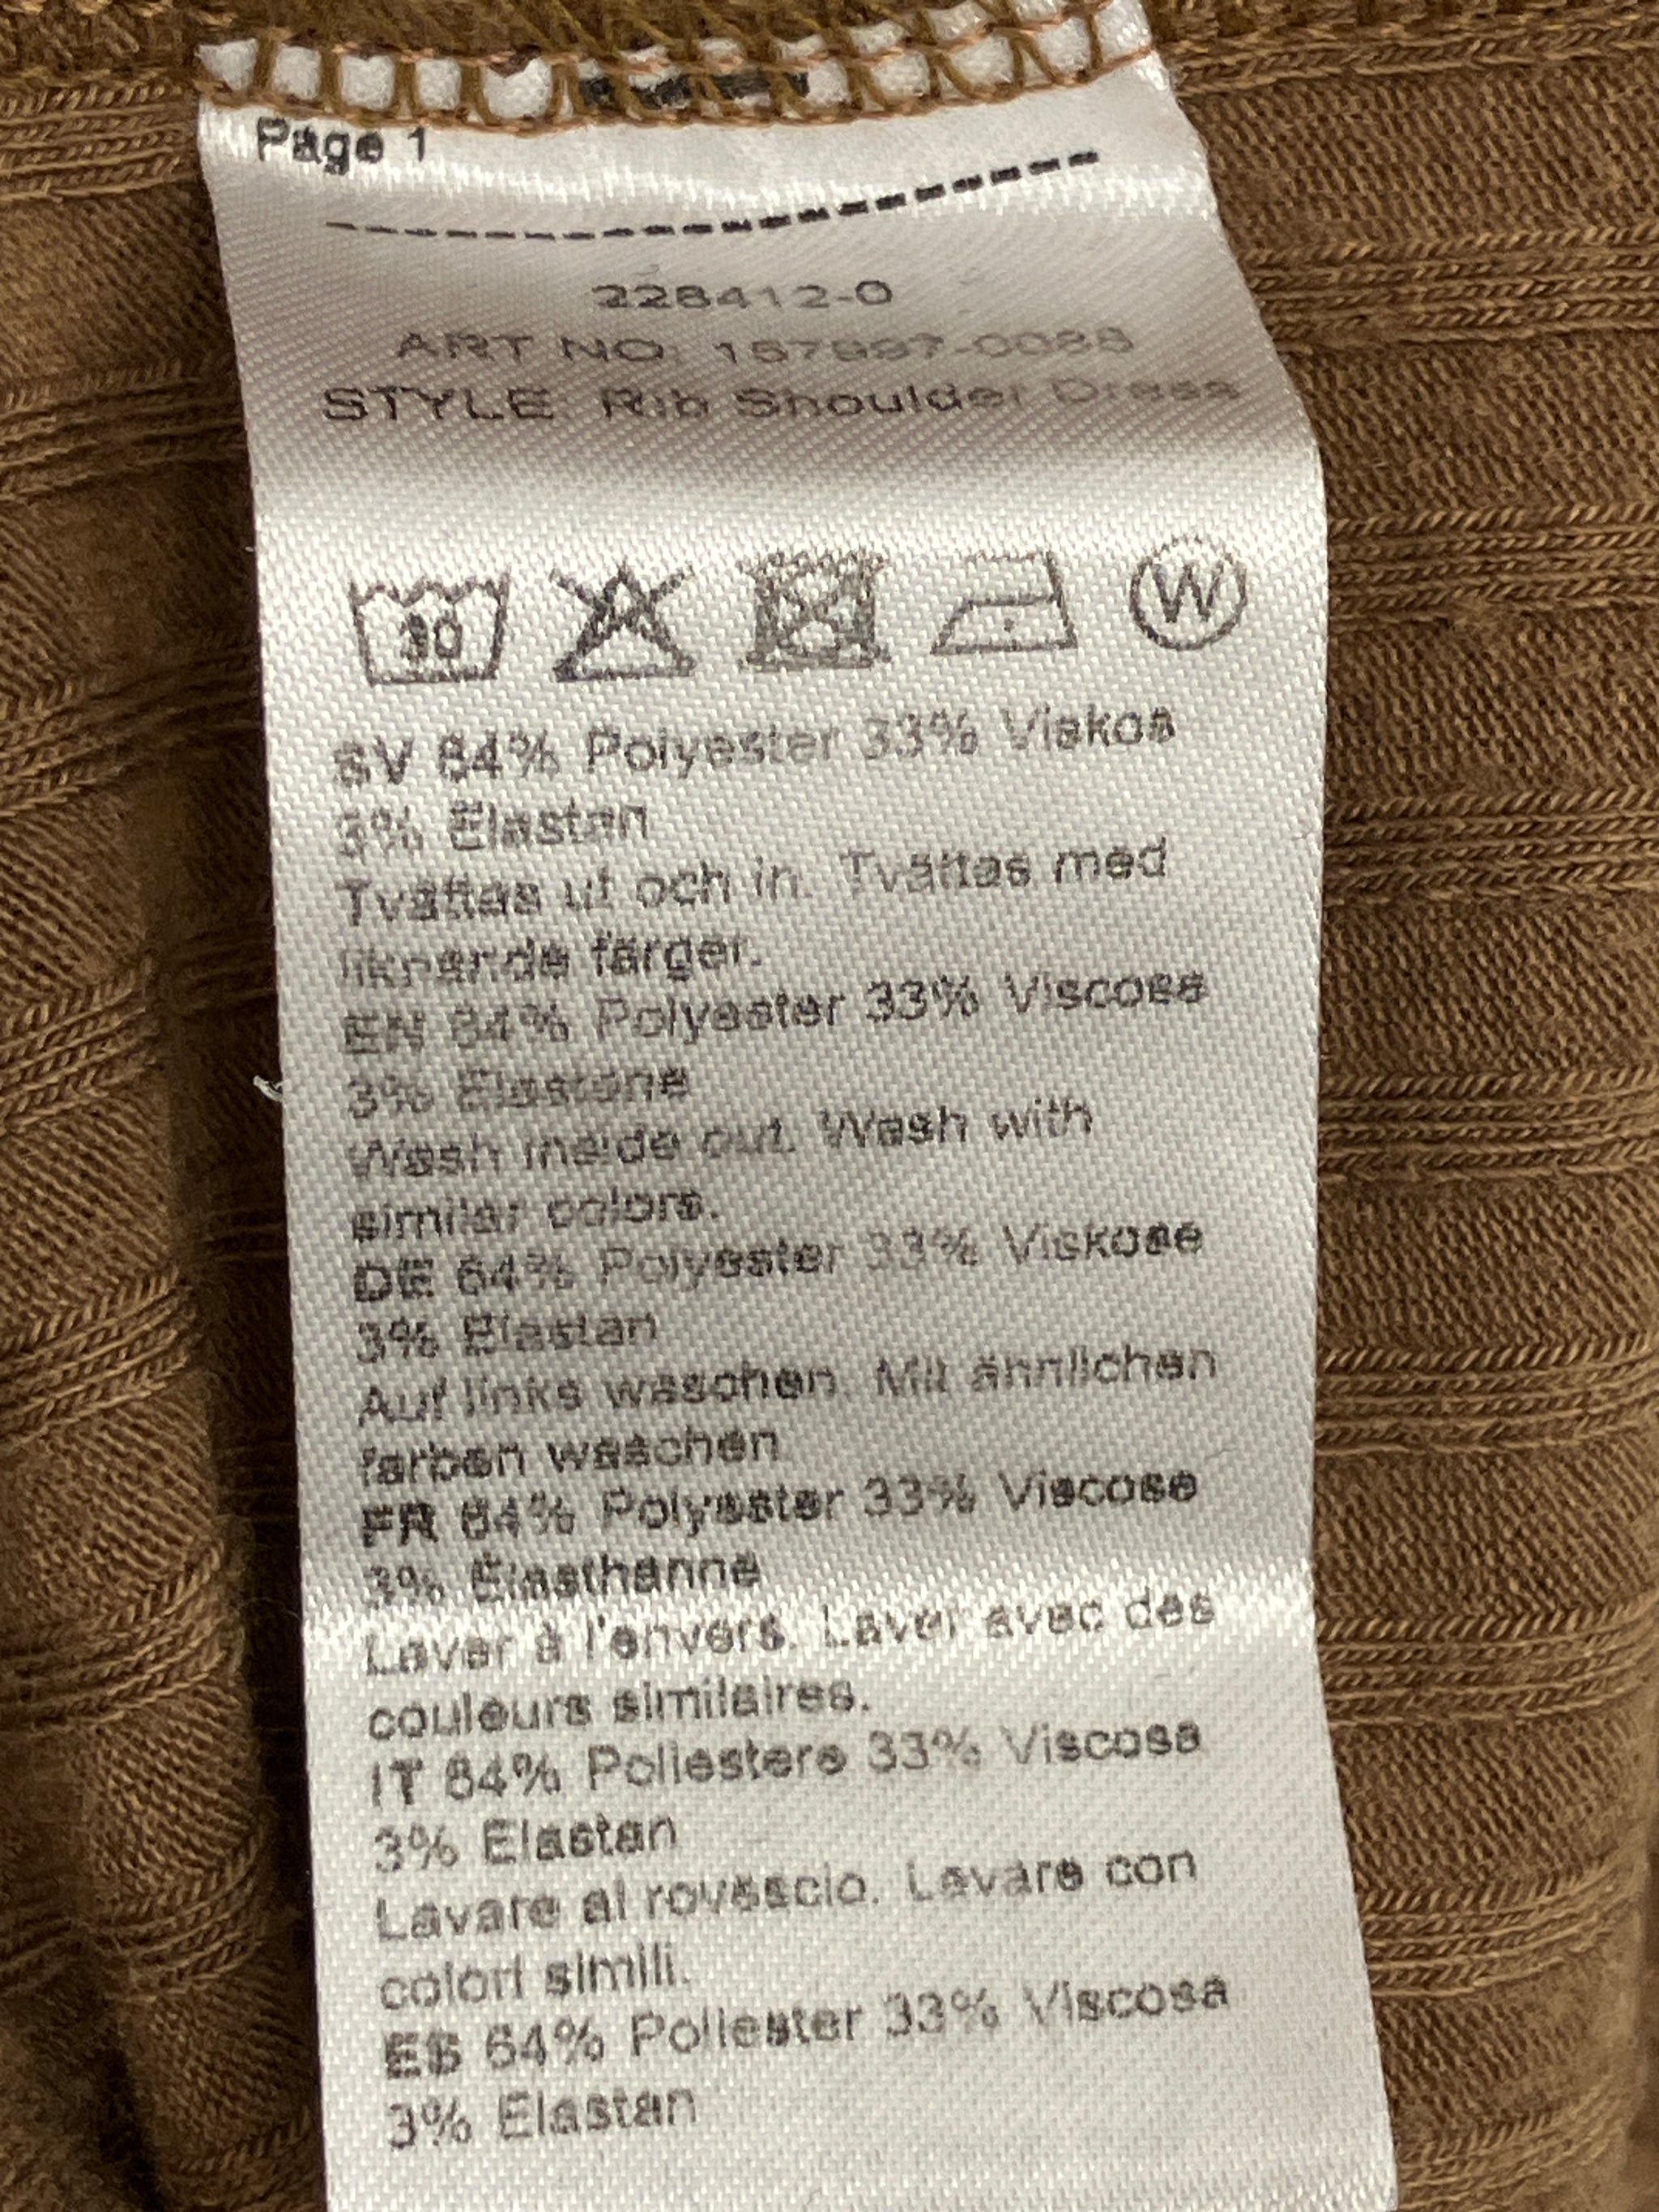 Page 1
228412-0
ART NO: 157997-0088
STYLE: Rib Shoulder Dress
30
W
SV 64% Polyester 33% Viskos
3% Elastan
Tvättas ut och in. Tvättas med
liknande färger.
EN 64% Polyester 33% Viscose
3% Elastane
Wash inside out. Wash with
similar colors.
DE 64% Polyester 33% Viskose
3% Elastan
Auf links waschen. Mit ähnlichen
farben waschen
FR 64% Polyester 33% Viscose
3% Élasthanne
Laver à l'envers. Laver avec des
couleurs similaires.
IT 64% Poliestere 33% Viscosa
3% Elastan
Lavare al rovescio. Lavare con
colori simili.
ES 64% Poliester 33% Viscosa
3% Elastan